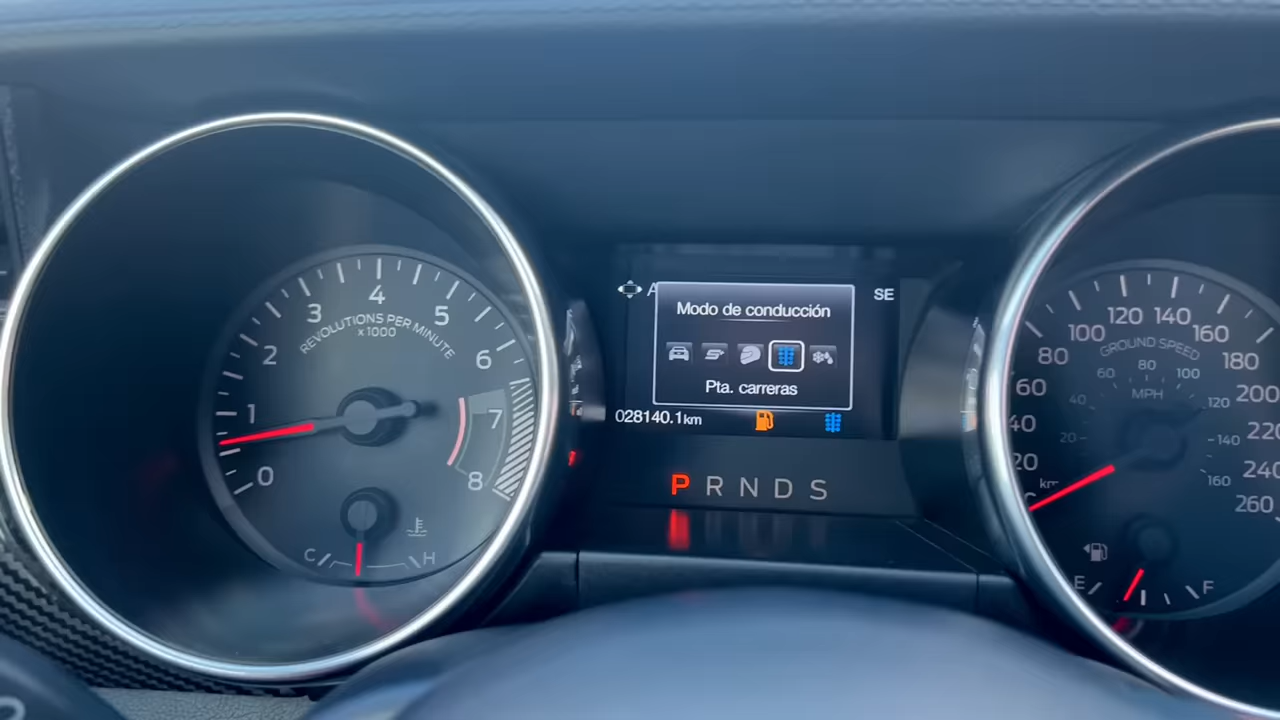 0 1 2 3 4 5 6 7 8
REVOLUTIONS PER MINUTE
x1000
C H
SE
Modo de conducción
Pta. carreras
028140.1km
P R N D S
20 40 60 80 100 120 140 160 180 200 240 260
GROUND SPEED
20 40 60 80 100 120 140 160
MPH
E F